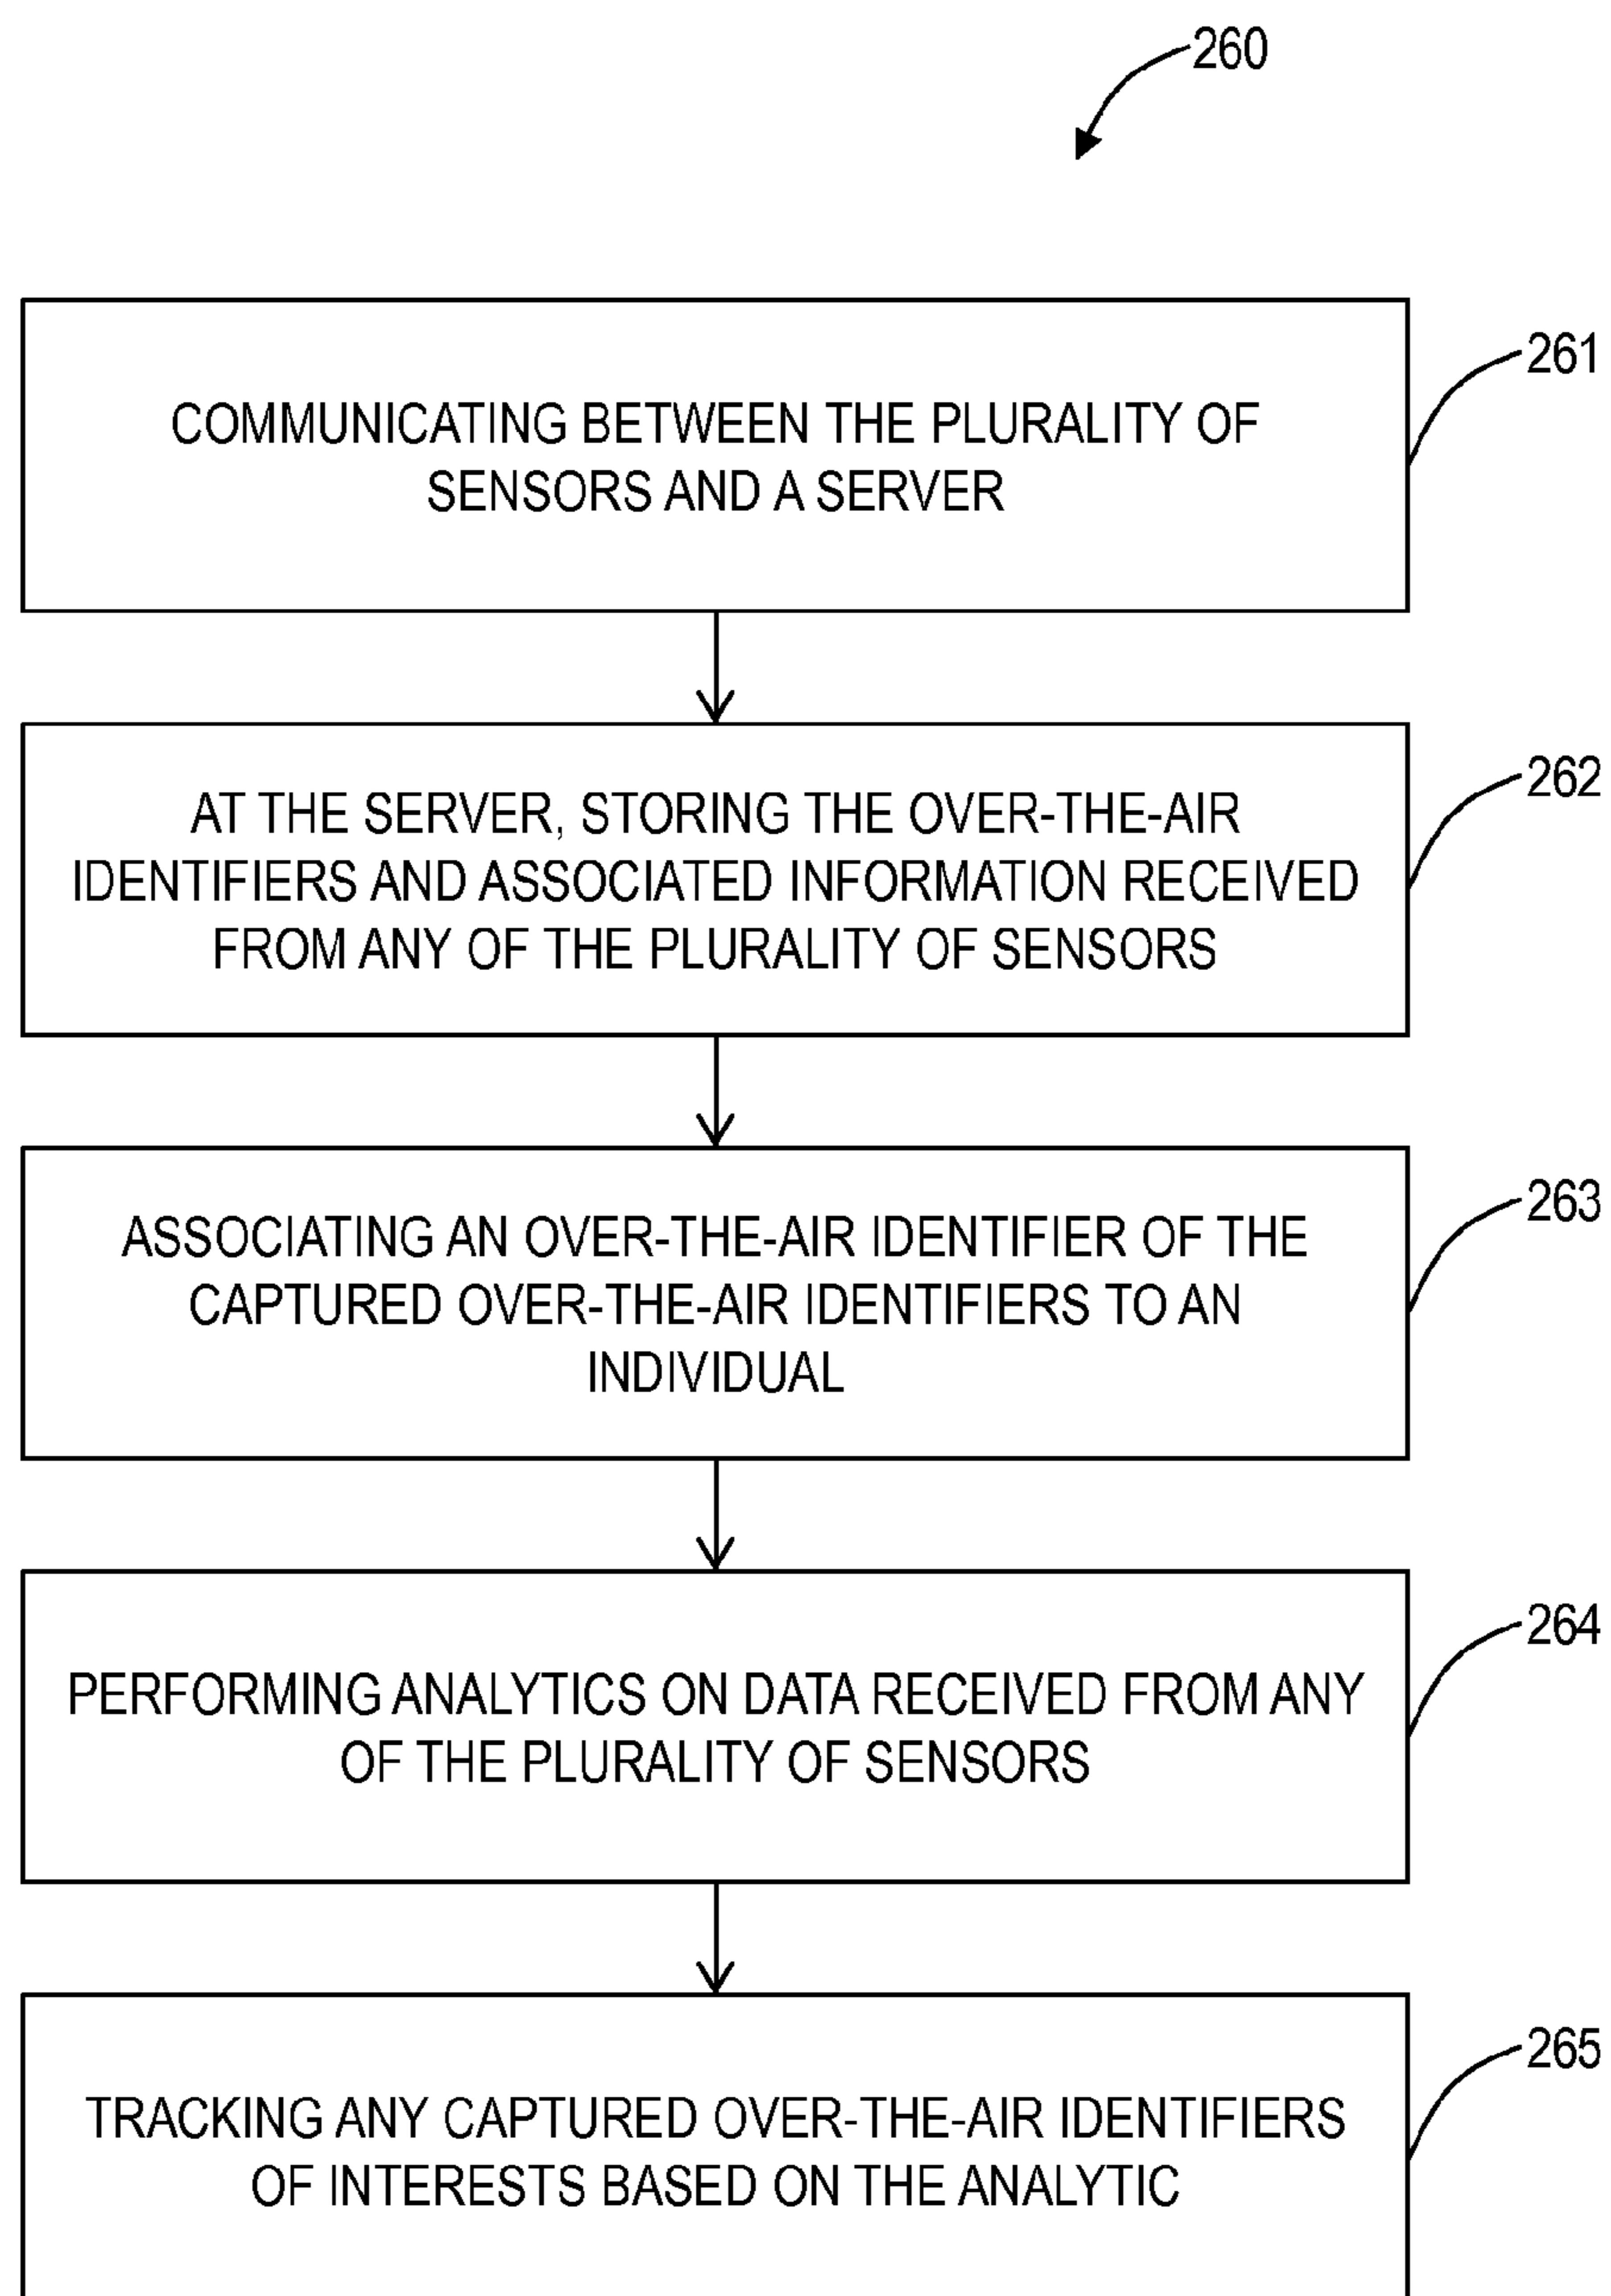 260
COMMUNICATING BETWEEN THE PLURALITY OF
SENSORS AND A SERVER
261
AT THE SERVER, STORING THE OVER-THE-AIR
IDENTIFIERS AND ASSOCIATED INFORMATION RECEIVED
FROM ANY OF THE PLURALITY OF SENSORS
262
ASSOCIATING AN OVER-THE-AIR IDENTIFIER OF THE
CAPTURED OVER-THE-AIR IDENTIFIERS TO AN
INDIVIDUAL
263
PERFORMING ANALYTICS ON DATA RECEIVED FROM ANY
OF THE PLURALITY OF SENSORS
264
TRACKING ANY CAPTURED OVER-THE-AIR IDENTIFIERS
OF INTERESTS BASED ON THE ANALYTIC
265